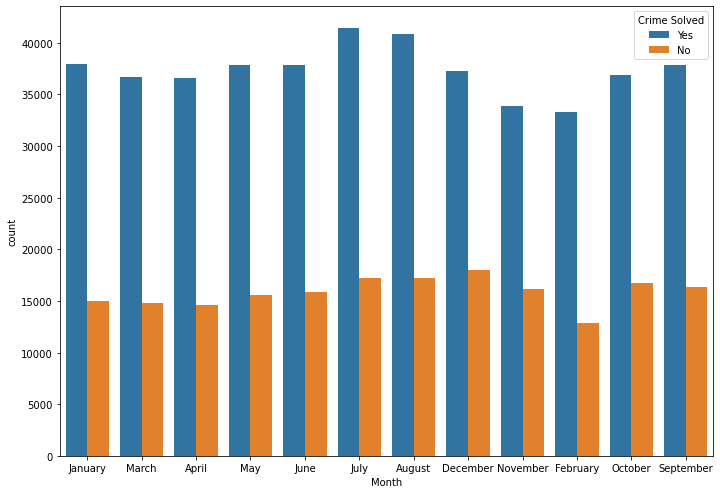 Crime Solved
Yes
No
count
40000
35000
30000
25000
20000
15000
10000
5000
0
January March April May June July August December November February October September
Month